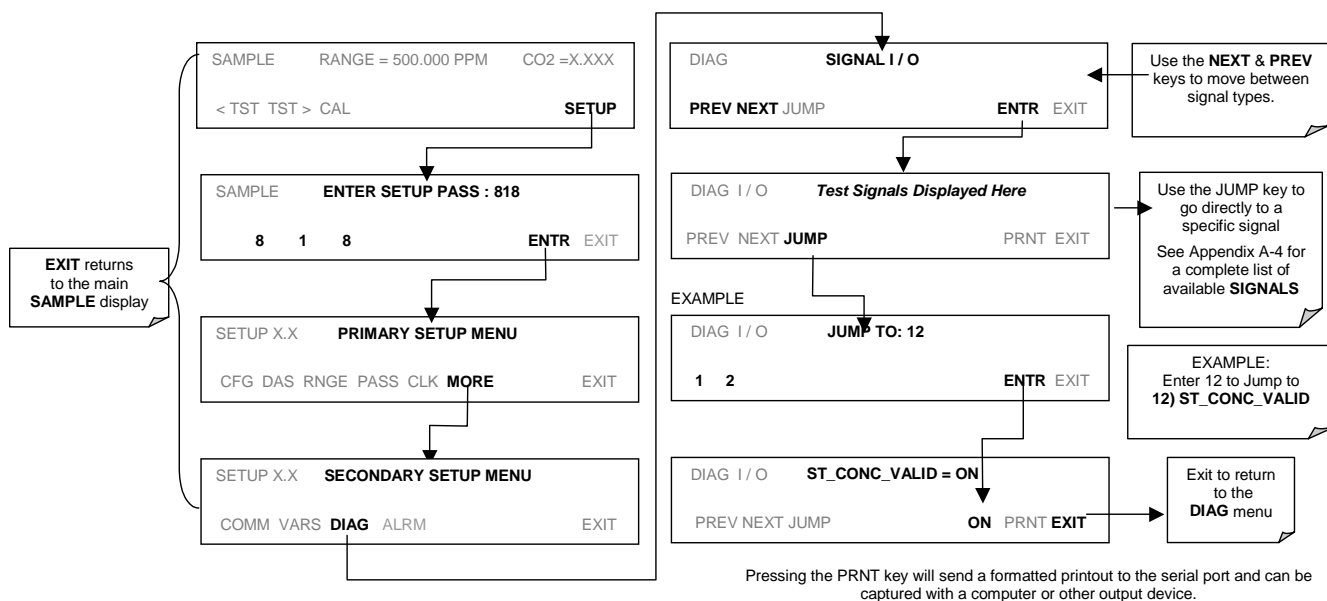 SAMPLE RANGE = 500.000 PPM CO2 =X.XXX
< TST TST > CAL SETUP
SAMPLE ENTER SETUP PASS : 818
8 1 8 ENTR EXIT
EXIT returns
to the main
SAMPLE display
SETUP X.X PRIMARY SETUP MENU
CFG DAS RNGE PASS CLK MORE EXIT
SETUP X.X SECONDARY SETUP MENU
COMM VARS DIAG ALRM EXIT
DIAG SIGNAL I / O
PREV NEXT JUMP ENTR EXIT
Use the NEXT & PREV
keys to move between
signal types.
DIAG I / O Test Signals Displayed Here
PREV NEXT JUMP PRNT EXIT
Use the JUMP key to
go directly to a
specific signal
See Appendix A-4 for
a complete list of
available SIGNALS
EXAMPLE
DIAG I / O JUMP TO: 12
1 2 ENTR EXIT
EXAMPLE:
Enter 12 to Jump to
12) ST_CONC_VALID
DIAG I / O ST_CONC_VALID = ON
PREV NEXT JUMP ON PRNT EXIT
Exit to return
to the
DIAG menu
Pressing the PRNT key will send a formatted printout to the serial port and can be
captured with a computer or other output device.